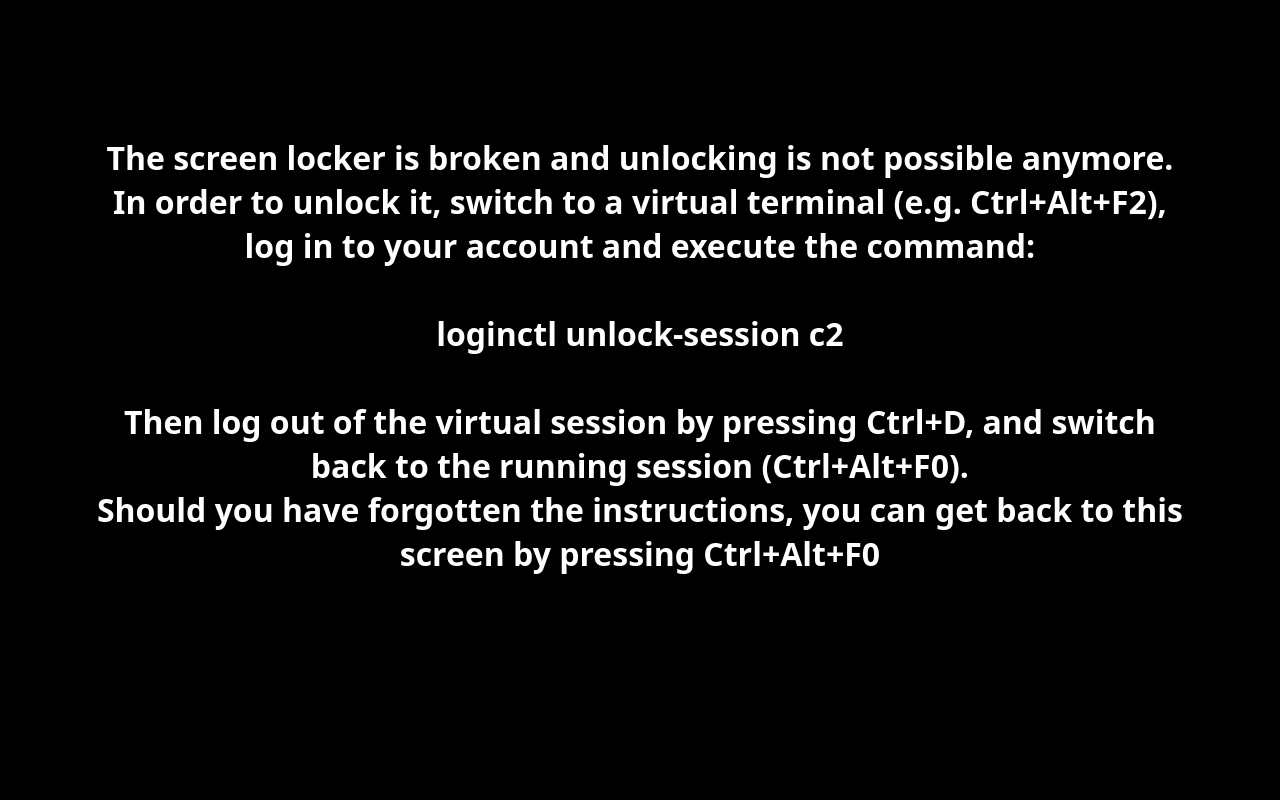 The screen locker is broken and unlocking is not possible anymore.
In order to unlock it, switch to a virtual terminal (e.g. Ctrl+Alt+F2),
log in to your account and execute the command:
loginctl unlock-session c2
Then log out of the virtual session by pressing Ctrl+D, and switch
back to the running session (Ctrl+Alt+F0).
Should you have forgotten the instructions, you can get back to this
screen by pressing Ctrl+Alt+F0